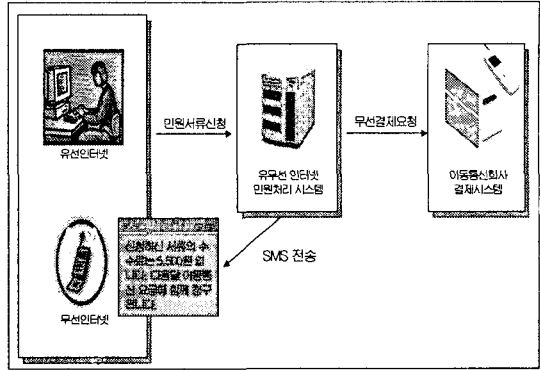 유선인터넷
민원서류신청
유무선 인터넷
민원처리 시스템
무선결제요청
이동통신회사
결제시스템
신청하신 서류의 수
수료는 5,500원 입
니다. 다음달 이동통
신 요금에 함께 청구
됩니다.
SMS 전송
무선인터넷